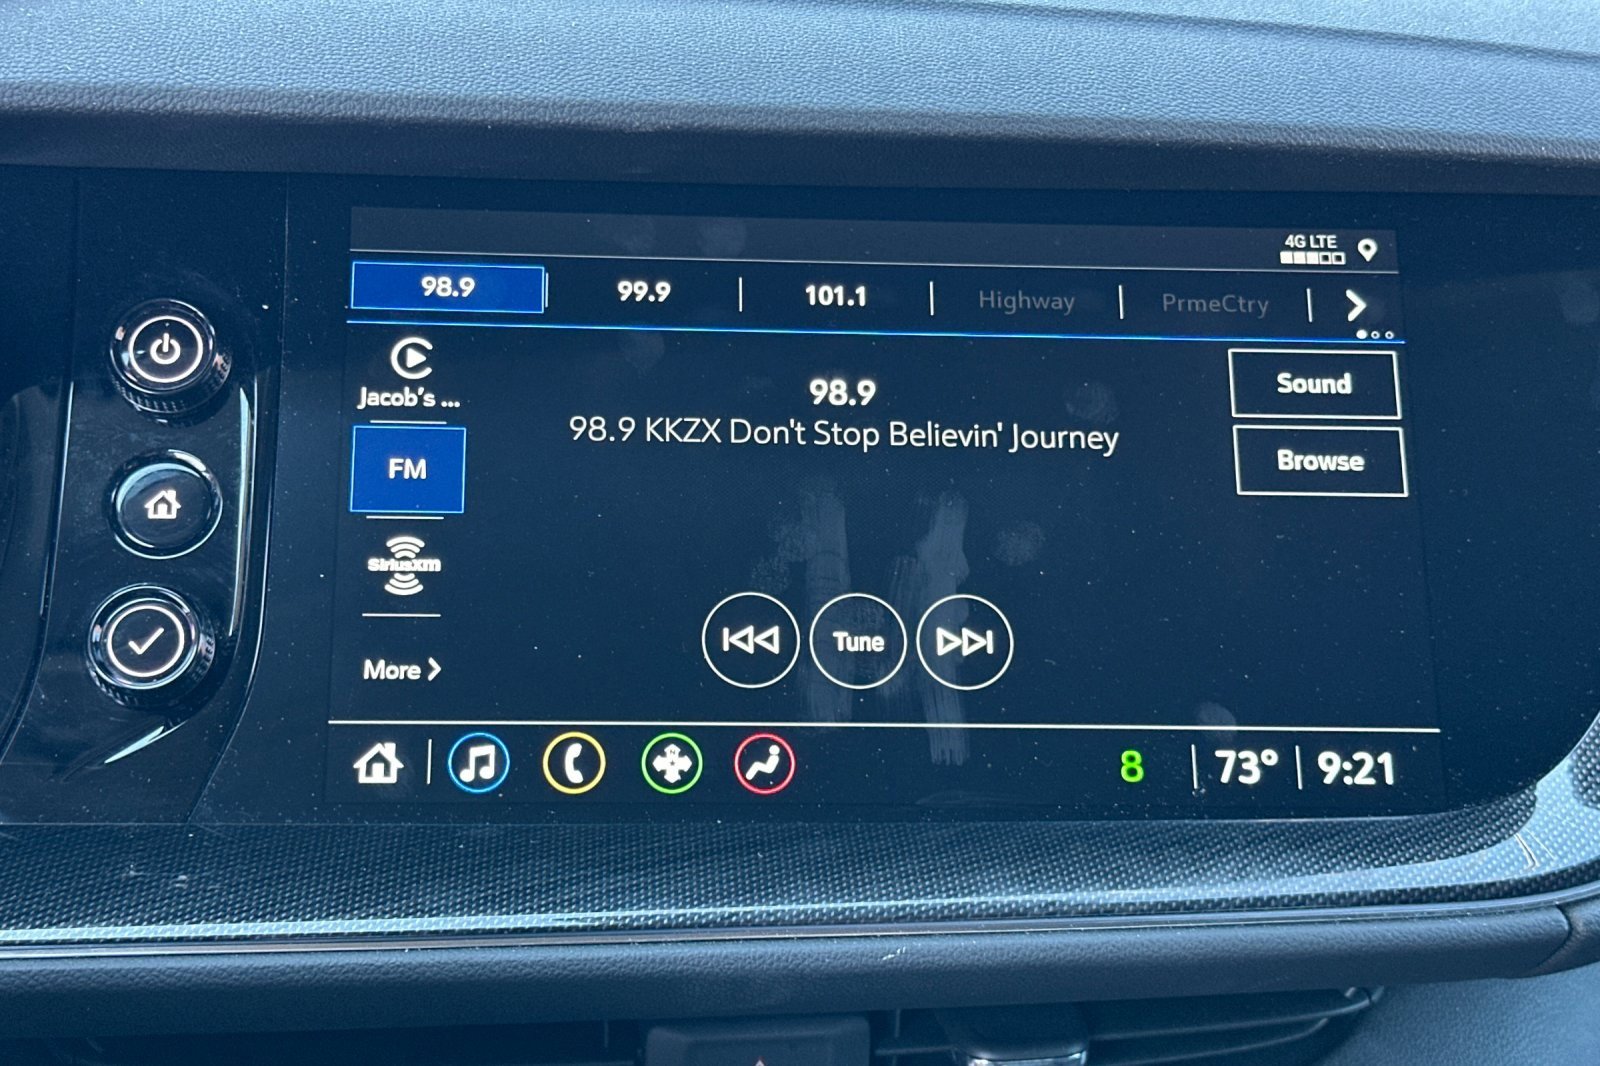 4G LTE
98.9
99.9
101.1
Highway
PrmeCtry
Jacob's ...
98.9
Sound
98.9 KKZX Don't Stop Believin' Journey
FM
Browse
SiriusXM
Tune
More
N
8
73°
9:21